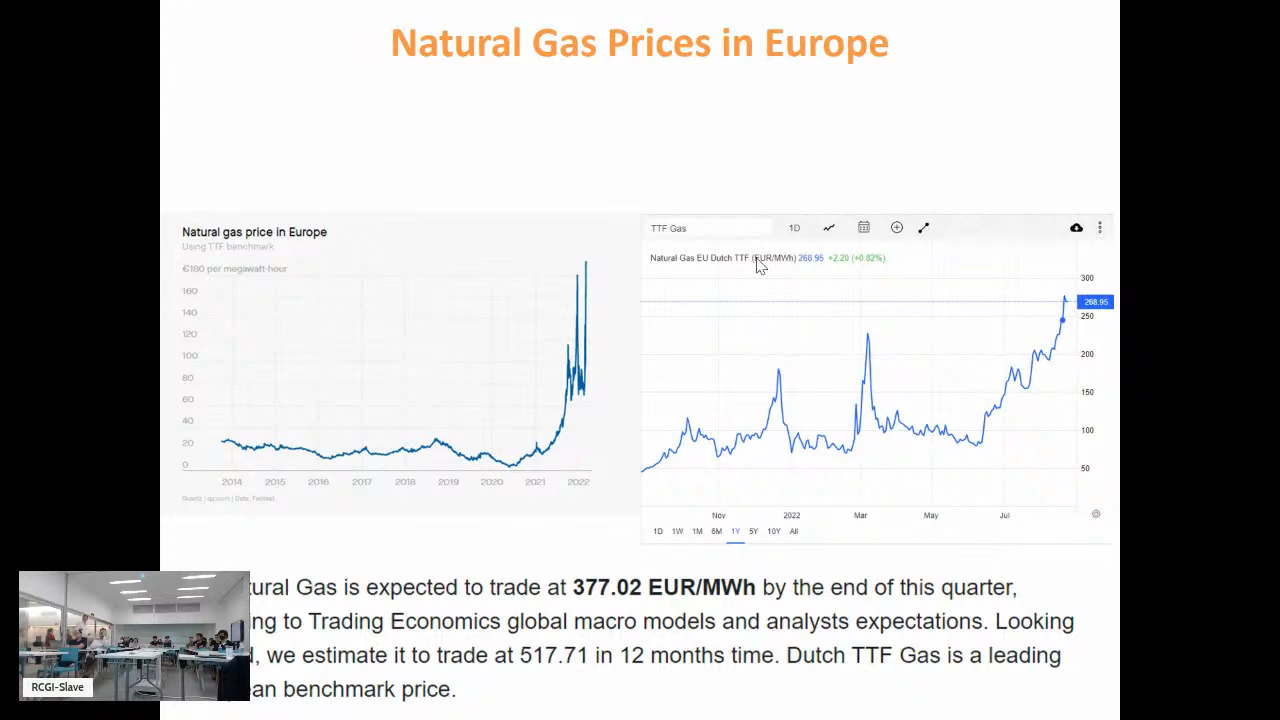 Natural Gas Prices in Europe
Natural gas price in Europe
Using TTF benchmark
€180 per megawatt-hour
160
140
120
100
80
60
40
20
0
2014 2015 2016 2017 2018 2019 2020 2021 2022
Quartz | qz.com | Data: Factset
TTF Gas 1D
Natural Gas EU Dutch TTF (EUR/MWh) 268.95 +2.20 (+0.82%)
300
268.95
250
200
150
100
50
Nov 2022 Mar May Jul
1D 1W 1M 6M 1Y 5Y 10Y All
tural Gas is expected to trade at 377.02 EUR/MWh by the end of this quarter,
ng to Trading Economics global macro models and analysts expectations. Looking
, we estimate it to trade at 517.71 in 12 months time. Dutch TTF Gas is a leading
an benchmark price.
RCGI-Slave